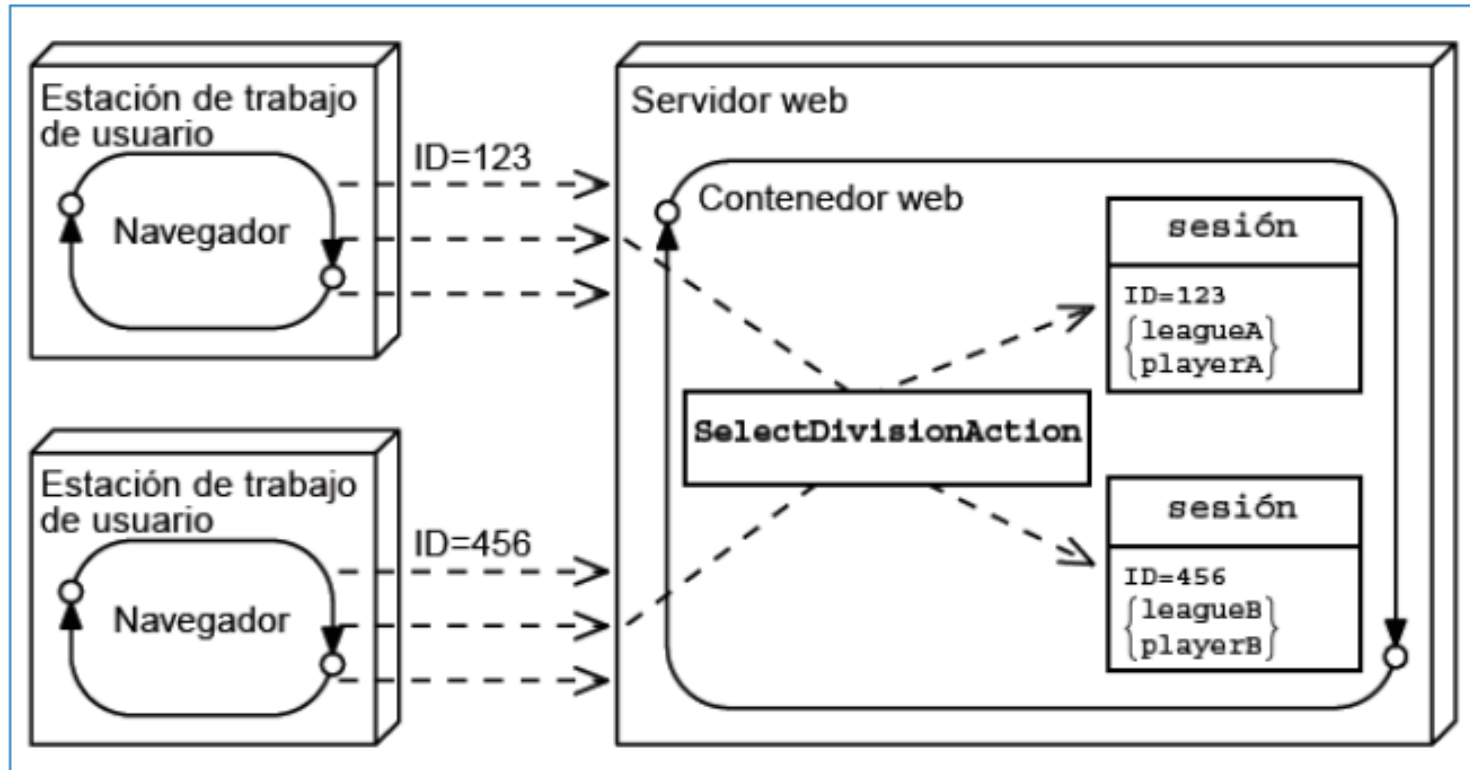 Estación de trabajo
de usuario
Navegador
ID=123
Estación de trabajo
de usuario
Navegador
ID=456
Servidor web
Contenedor web
SelectDivisionAction
sesión
ID=123
leagueA
playerA
sesión
ID=456
leagueB
playerB